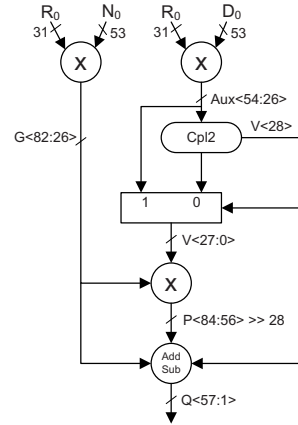 R₀ N₀ R₀ D₀
31 53 31 53
X X
Aux<54:26>
G<82:26> Cpl2 V<28>
1 0
V<27:0>
X
P<84:56> >> 28
Add
Sub
Q<57:1>